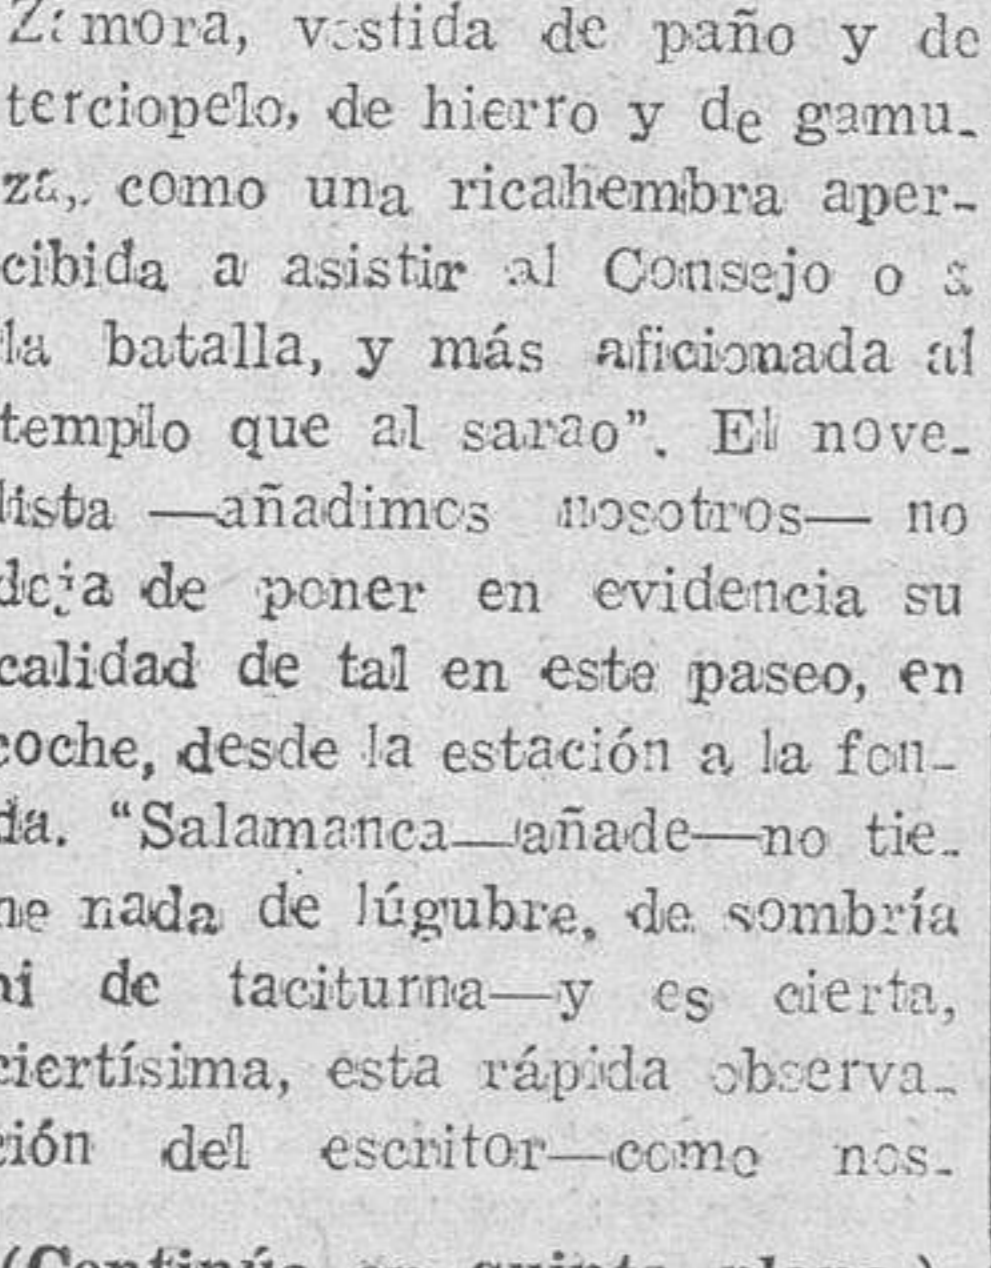 Zamora, vestida de paño y de
terciopelo, de hierro y de gamu-
za, como una ricahembra aper-
cibida a asistir al Consejo o a
la batalla, y más aficionada al
templo que al sarao”. El nove-
lista —añadimos nosotros— no
deja de poner en evidencia su
calidad de tal en este paseo, en
coche, desde la estación a la fon-
da. “Salamanca—añade—no tie-
ne nada de lúgubre, de sombría
ni de taciturna—y es cierta,
ciertísima, esta rápida observa-
ción del escritor—como nos-
(Continúa en quinta plana)